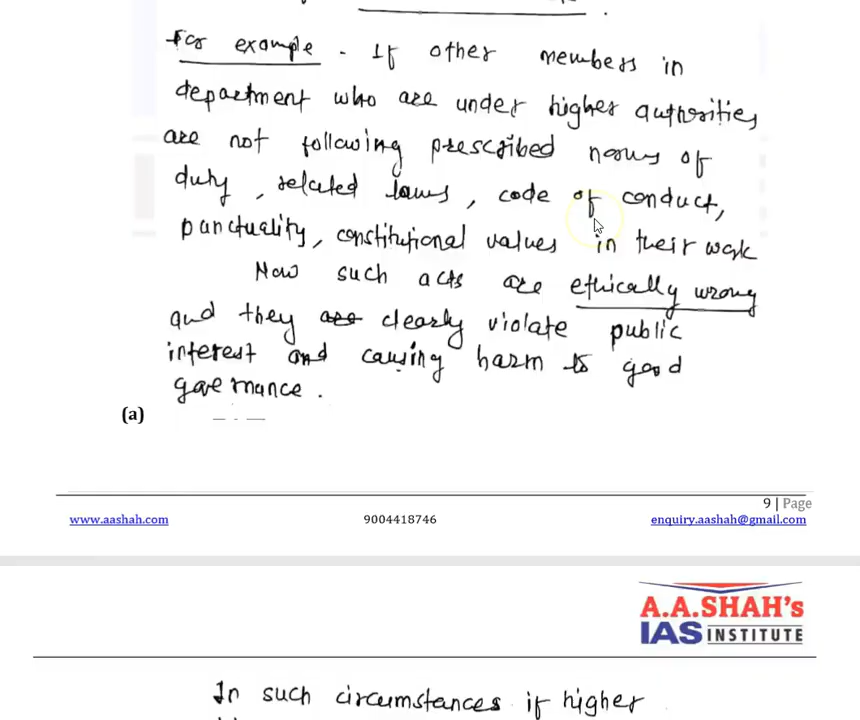 For example - If other members in
department who are under higher authorities
are not following prescribed norms of
duty, related laws, code of conduct,
punctuality, constitutional values in their work
Now such acts are ethically wrong
and they are clearly violate public
interest and causing harm to good
governance.
(a)
9 | Page
www.aashah.com 9004418746 enquiry.aashah@gmail.com
A.A.SHAH's
IAS INSTITUTE
In such circumstances if higher